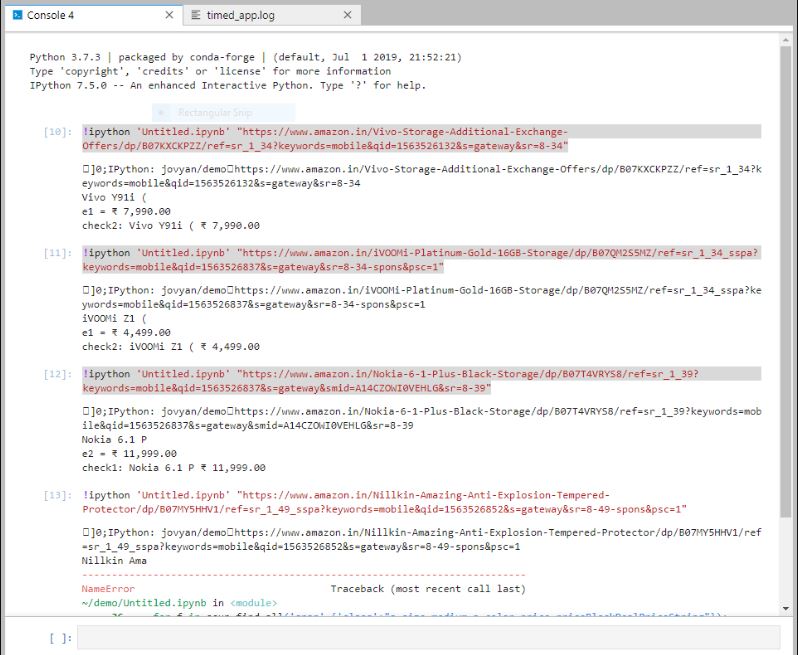 Console 4
timed_app.log
Python 3.7.3 | packaged by conda-forge | (default, Jul  1 2019, 21:52:21)
Type 'copyright', 'credits' or 'license' for more information
IPython 7.5.0 -- An enhanced Interactive Python. Type '?' for help.
Rectangular Snip
[10]: !ipython 'Untitled.ipynb' "https://www.amazon.in/Vivo-Storage-Additional-Exchange-
Offers/dp/B07KXCKPZZ/ref=sr_1_34?keywords=mobile&qid=1563526132&s=gateway&sr=8-34"
□]0;IPython: jovyan/demo□https://www.amazon.in/Vivo-Storage-Additional-Exchange-Offers/dp/B07KXCKPZZ/ref=sr_1_34?k
eywords=mobile&qid=1563526132&s=gateway&sr=8-34
Vivo Y91i (
e1 = ₹ 7,990.00
check2: Vivo Y91i ( ₹ 7,990.00
[11]: !ipython 'Untitled.ipynb' "https://www.amazon.in/iVOOMi-Platinum-Gold-16GB-Storage/dp/B07QM2S5MZ/ref=sr_1_34_sspa?
keywords=mobile&qid=1563526837&s=gateway&sr=8-34-spons&psc=1"
□]0;IPython: jovyan/demo□https://www.amazon.in/iVOOMi-Platinum-Gold-16GB-Storage/dp/B07QM2S5MZ/ref=sr_1_34_sspa?ke
ywords=mobile&qid=1563526837&s=gateway&sr=8-34-spons&psc=1
iVOOMi Z1 (
e1 = ₹ 4,499.00
check2: iVOOMi Z1 ( ₹ 4,499.00
[12]: !ipython 'Untitled.ipynb' "https://www.amazon.in/Nokia-6-1-Plus-Black-Storage/dp/B07T4VRYS8/ref=sr_1_39?
keywords=mobile&qid=1563526837&s=gateway&smid=A14CZOWI0VEHLG&sr=8-39"
□]0;IPython: jovyan/demo□https://www.amazon.in/Nokia-6-1-Plus-Black-Storage/dp/B07T4VRYS8/ref=sr_1_39?keywords=mob
ile&qid=1563526837&s=gateway&smid=A14CZOWI0VEHLG&sr=8-39
Nokia 6.1 P
e2 = ₹ 11,999.00
check1: Nokia 6.1 P ₹ 11,999.00
[13]: !ipython 'Untitled.ipynb' "https://www.amazon.in/Nillkin-Amazing-Anti-Explosion-Tempered-
Protector/dp/B07MY5HHV1/ref=sr_1_49_sspa?keywords=mobile&qid=1563526852&s=gateway&sr=8-49-spons&psc=1"
□]0;IPython: jovyan/demo□https://www.amazon.in/Nillkin-Amazing-Anti-Explosion-Tempered-Protector/dp/B07MY5HHV1/ref
=sr_1_49_sspa?keywords=mobile&qid=1563526852&s=gateway&sr=8-49-spons&psc=1
Nillkin Ama
---------------------------------------------------------------------------
NameError                                 Traceback (most recent call last)
~/demo/Untitled.ipynb in <module>
[ ]: